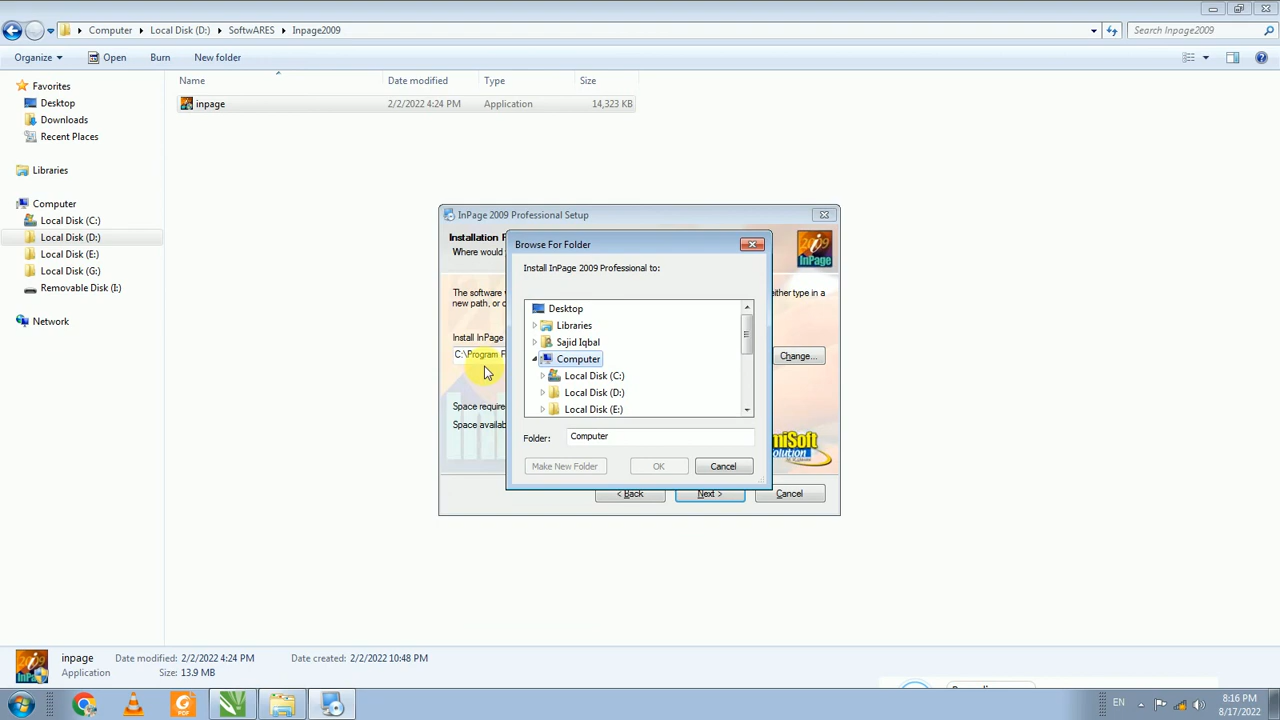 Computer Local Disk (D:) SoftwARES Inpage2009
Search Inpage2009
Organize Open Burn New folder
Name Date modified Type Size
inpage 2/2/2022 4:24 PM Application 14,323 KB
Favorites
Desktop
Downloads
Recent Places
Libraries
Computer
Local Disk (C:)
Local Disk (D:)
Local Disk (E:)
Local Disk (G:)
Removable Disk (I:)
Network
InPage 2009 Professional Setup
Installation
Where would
2009
InPage
The software
either type in a
new path, or
Install InPage
C:\Program
Change...
Space require
Space availab
miSoft
Solution
< Back Next > Cancel
Browse For Folder
Install InPage 2009 Professional to:
Desktop
Libraries
Sajid Iqbal
Computer
Local Disk (C:)
Local Disk (D:)
Local Disk (E:)
Folder: Computer
Make New Folder OK Cancel
inpage Date modified: 2/2/2022 4:24 PM Date created: 2/2/2022 10:48 PM
Application Size: 13.9 MB
EN
8:16 PM
8/17/2022